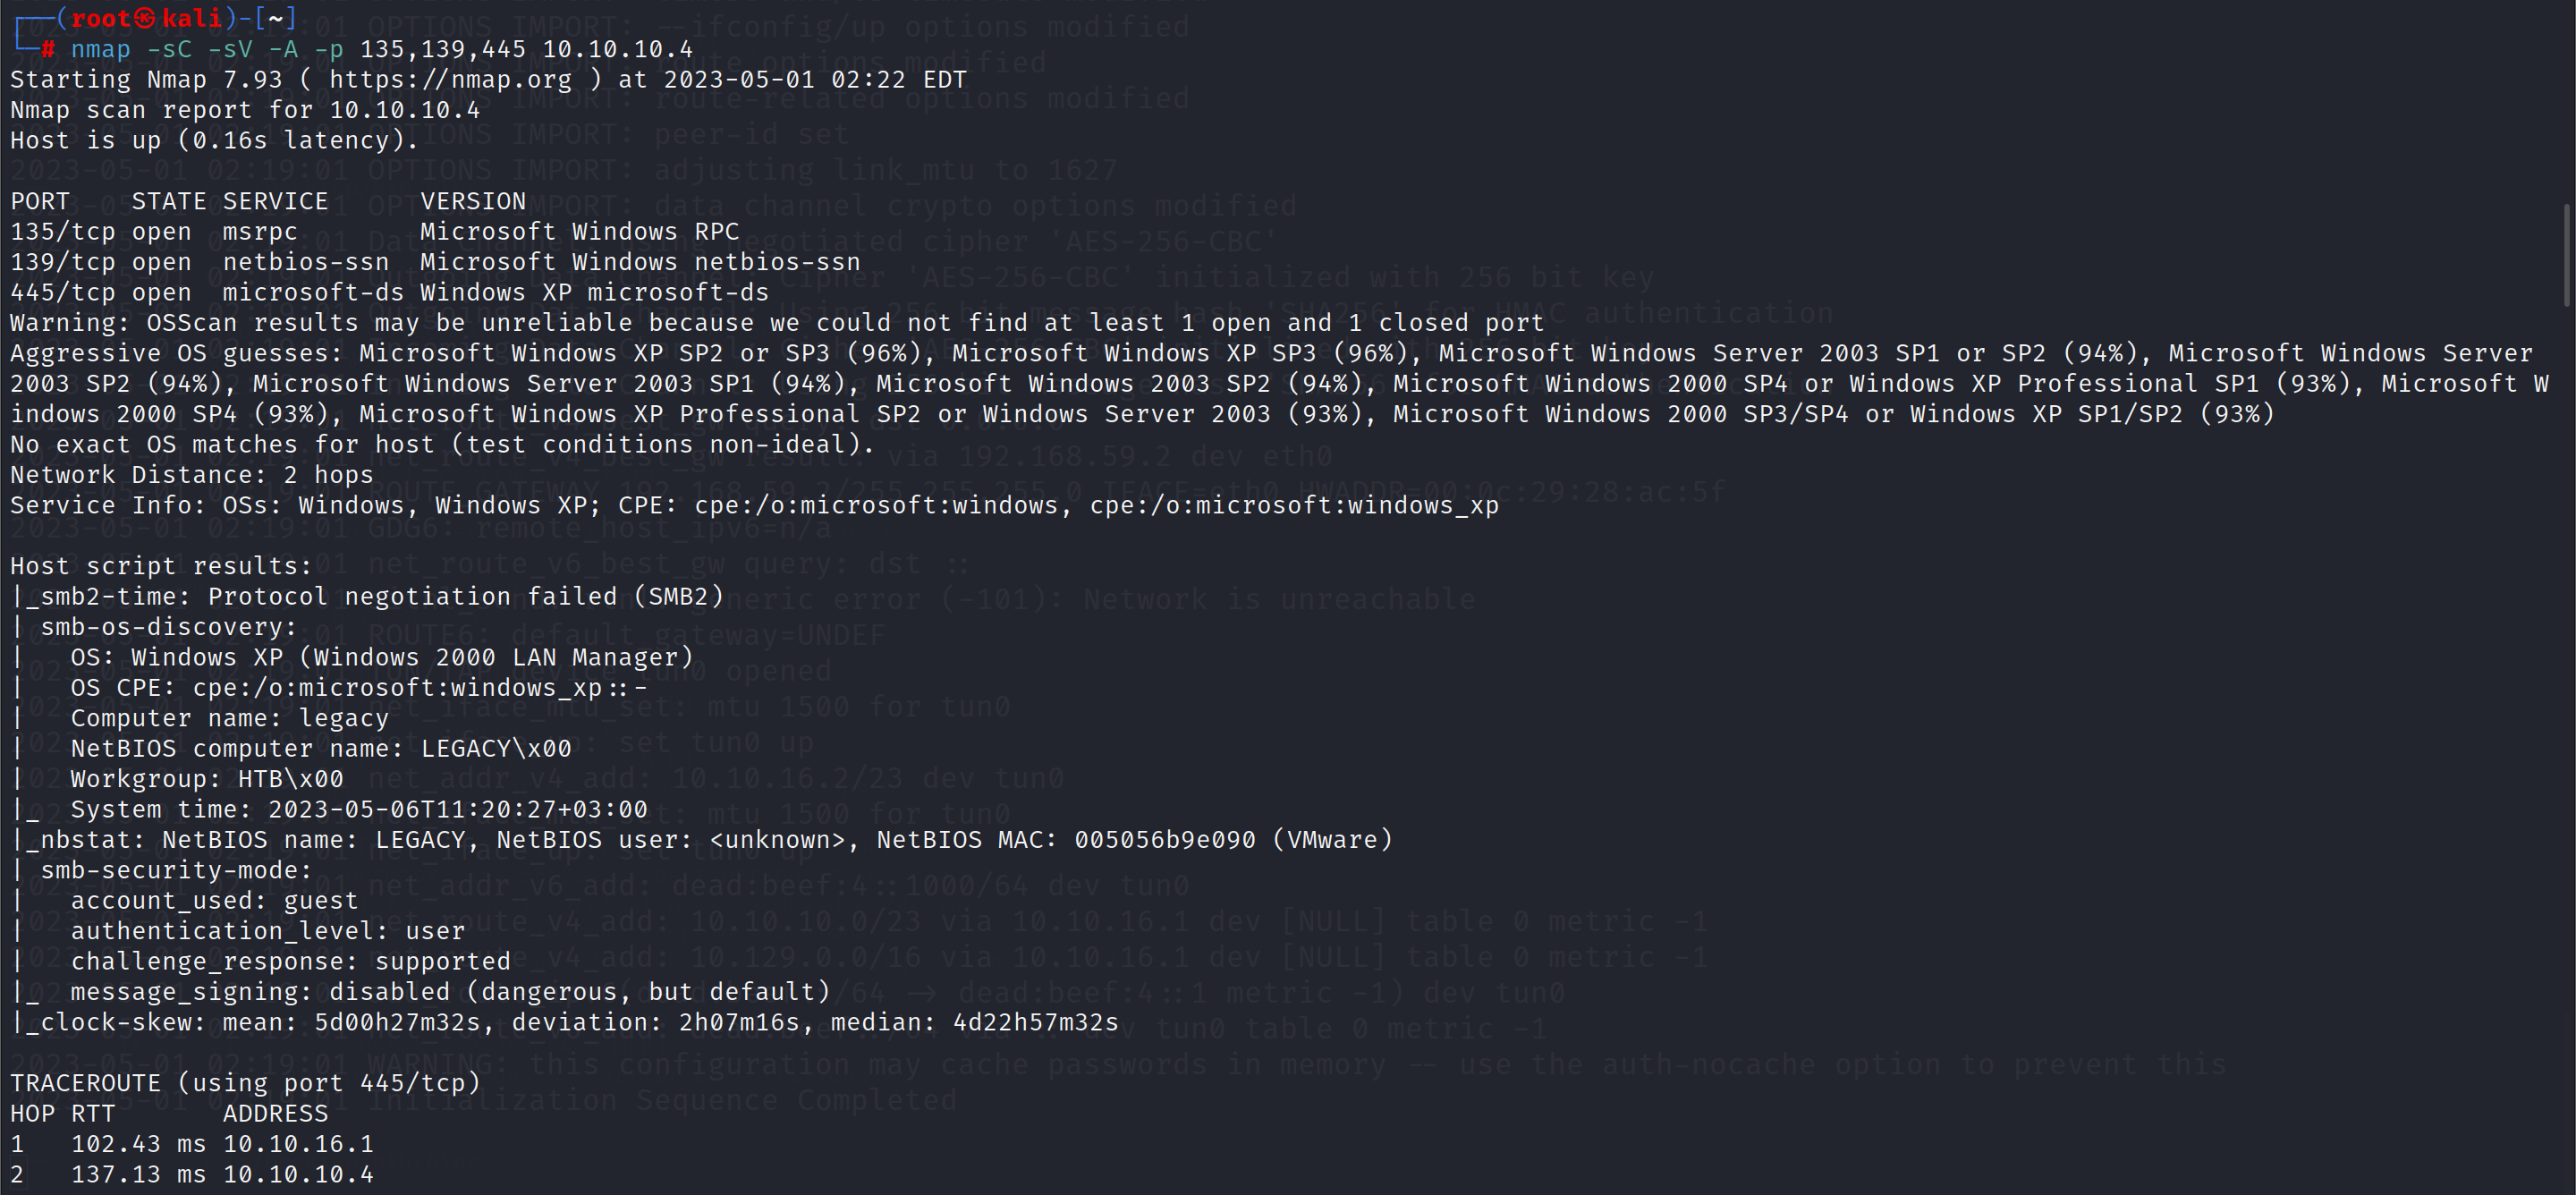 ┌──(root㉿kali)-[~]
└─# nmap -sC -sV -A -p 135,139,445 10.10.10.4
Starting Nmap 7.93 ( https://nmap.org ) at 2023-05-01 02:22 EDT
Nmap scan report for 10.10.10.4
Host is up (0.16s latency).

PORT    STATE SERVICE      VERSION
135/tcp open  msrpc        Microsoft Windows RPC
139/tcp open  netbios-ssn  Microsoft Windows netbios-ssn
445/tcp open  microsoft-ds Windows XP microsoft-ds
Warning: OSScan results may be unreliable because we could not find at least 1 open and 1 closed port
Aggressive OS guesses: Microsoft Windows XP SP2 or SP3 (96%), Microsoft Windows XP SP3 (96%), Microsoft Windows Server 2003 SP1 or SP2 (94%), Microsoft Windows Server
2003 SP2 (94%), Microsoft Windows Server 2003 SP1 (94%), Microsoft Windows 2003 SP2 (94%), Microsoft Windows 2000 SP4 or Windows XP Professional SP1 (93%), Microsoft W
indows 2000 SP4 (93%), Microsoft Windows XP Professional SP2 or Windows Server 2003 (93%), Microsoft Windows 2000 SP3/SP4 or Windows XP SP1/SP2 (93%)
No exact OS matches for host (test conditions non-ideal).
Network Distance: 2 hops
Service Info: OSs: Windows, Windows XP; CPE: cpe:/o:microsoft:windows, cpe:/o:microsoft:windows_xp

Host script results:
|_smb2-time: Protocol negotiation failed (SMB2)
| smb-os-discovery:
|   OS: Windows XP (Windows 2000 LAN Manager)
|   OS CPE: cpe:/o:microsoft:windows_xp::-
|   Computer name: legacy
|   NetBIOS computer name: LEGACY\x00
|   Workgroup: HTB\x00
|_  System time: 2023-05-06T11:20:27+03:00
|_nbstat: NetBIOS name: LEGACY, NetBIOS user: <unknown>, NetBIOS MAC: 005056b9e090 (VMware)
| smb-security-mode:
|   account_used: guest
|   authentication_level: user
|   challenge_response: supported
|_  message_signing: disabled (dangerous, but default)
|_clock-skew: mean: 5d00h27m32s, deviation: 2h07m16s, median: 4d22h57m32s

TRACEROUTE (using port 445/tcp)
HOP RTT       ADDRESS
1   102.43 ms 10.10.16.1
2   137.13 ms 10.10.10.4